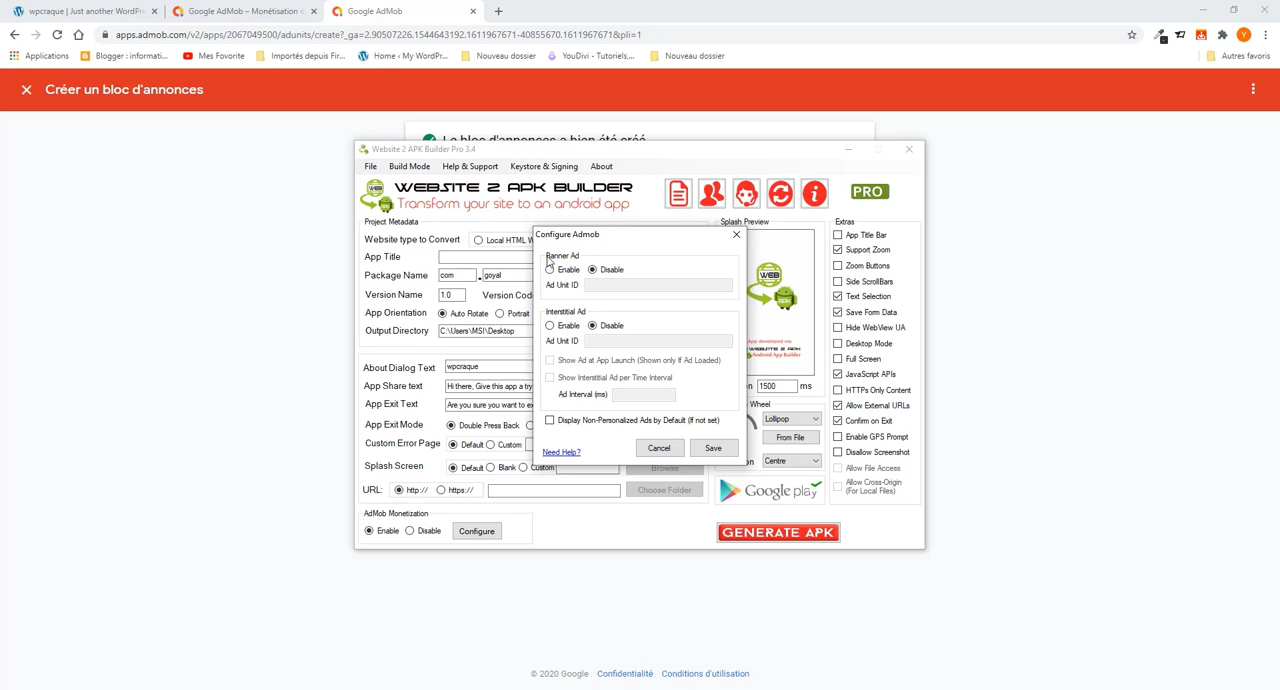 wpcraque | Just another WordPr
Google AdMob – Monétisation d
Google AdMob
apps.admob.com/v2/apps/2067049500/adunits/create?_ga=2.90507226.1544643192.1611967671-40855670.1611967671&pli=1
Applications
Blogger : informati...
Mes Favorite
Importés depuis Fir...
Home ‹ My WordPr...
Nouveau dossier
YouDivi - Tutoriels,...
Nouveau dossier
Autres favoris
Créer un bloc d'annonces
Le bloc d'annonces a bien été créé
Website 2 APK Builder Pro 3.4
File
Build Mode
Help & Support
Keystore & Signing
About
WEB
WEBSITE 2 APK BUILDER
Transform your site to an android app
PRO
Project Metadata
Website type to Convert
Local HTML W
App Title
Package Name
com
.
goyal
Version Name
1.0
Version Code
App Orientation
Auto Rotate
Portrait
Output Directory
C:\Users\MSI\Desktop
About Dialog Text
wpcraque
App Share text
Hi there, Give this app a try
App Exit Text
Are you sure you want to ex
App Exit Mode
Double Press Back
Custom Error Page
Default
Custom
Splash Screen
Default
Blank
Custom
Browse
URL:
http://
https://
Choose Folder
AdMob Monetization
Enable
Disable
Configure
Configure Admob
Banner Ad
Enable
Disable
Ad Unit ID
Interstitial Ad
Enable
Disable
Ad Unit ID
Show Ad at App Launch (Shown only If Ad Loaded)
Show Interstitial Ad per Time Interval
Ad Interval (ms)
Display Non-Personalized Ads by Default (If not set)
Need Help?
Cancel
Save
Splash Preview
WEB
App developed via:
WEBSITE 2 APK
Android App Builder
on
1500
ms
Wheel
Lollipop
From File
on
Centre
Google play
GENERATE APK
Extras
App Title Bar
Support Zoom
Zoom Buttons
Side ScrollBars
Text Selection
Save Form Data
Hide WebView UA
Desktop Mode
Full Screen
JavaScript APIs
HTTPs Only Content
Allow External URLs
Confirm on Exit
Enable GPS Prompt
Disallow Screenshot
Allow File Access
Allow Cross-Origin
(For Local Files)
© 2020 Google
Confidentialité
Conditions d'utilisation